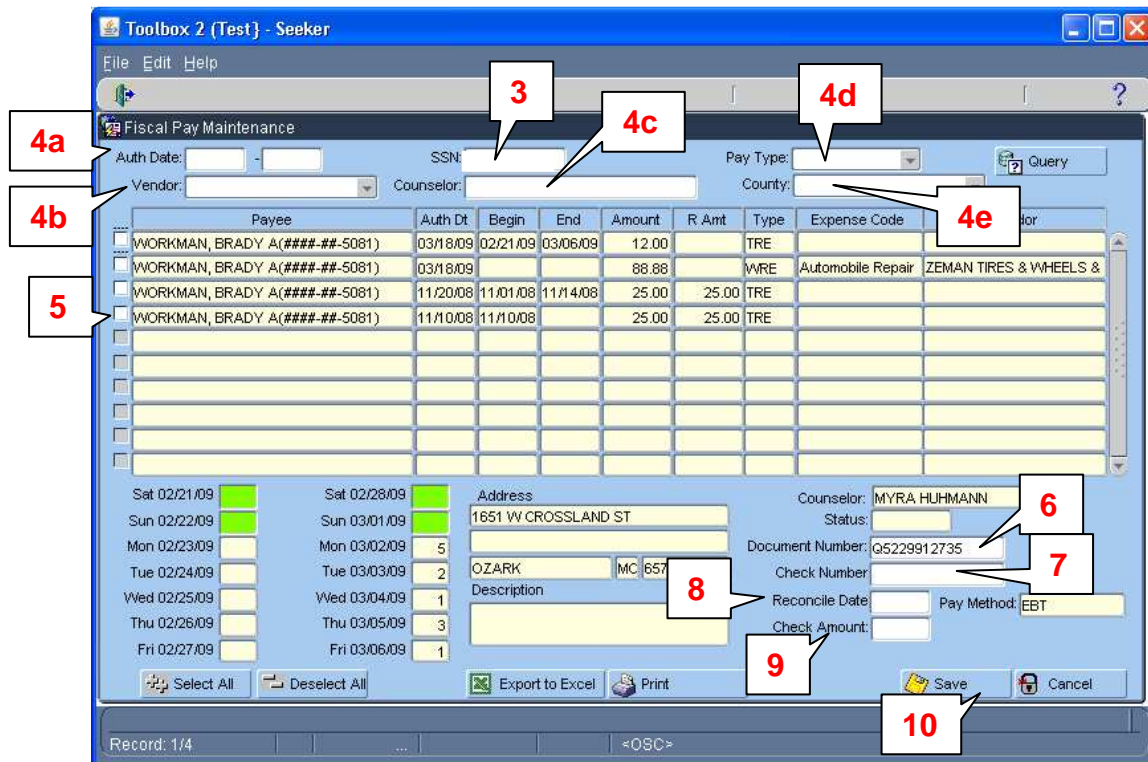 Toolbox 2 (Test} - Seeker
File Edit Help
3
4d
?
4a
4c
Fiscal Pay Maintenance
Auth Date: - SSN: Pay Type: Query
4b
Vendor: Counselor: County:
4e
Payee Auth Dt Begin End Amount R Amt Type Expense Code
WORKMAN, BRADY A(####-##-5081) 03/18/09 02/21/09 03/06/09 12.00 TRE
WORKMAN, BRADY A(####-##-5081) 03/18/09 88.88 WRE Automobile Repair ZEMAN TIRES & WHEELS &
5
WORKMAN, BRADY A(####-##-5081) 11/20/08 11/01/08 11/14/08 25.00 25.00 TRE
WORKMAN, BRADY A(####-##-5081) 11/10/08 11/10/08 25.00 25.00 TRE
Sat 02/21/09 Sat 02/28/09 Address Counselor: MYRA HUHMANN
Sun 02/22/09 Sun 03/01/09 1651 W CROSSLAND ST Status:
6
Mon 02/23/09 Mon 03/02/09 5 Document Number: Q5229912735
Tue 02/24/09 Tue 03/03/09 2 OZARK MC 657 Check Number
7
8
Wed 02/25/09 Wed 03/04/09 1 Description Reconcile Date Pay Method: EBT
Thu 02/26/09 Thu 03/05/09 3 Check Amount:
Fri 02/27/09 Fri 03/06/09 1
9
Select All Deselect All Export to Excel Print Save Cancel
10
Record: 1/4 ... <OSC>